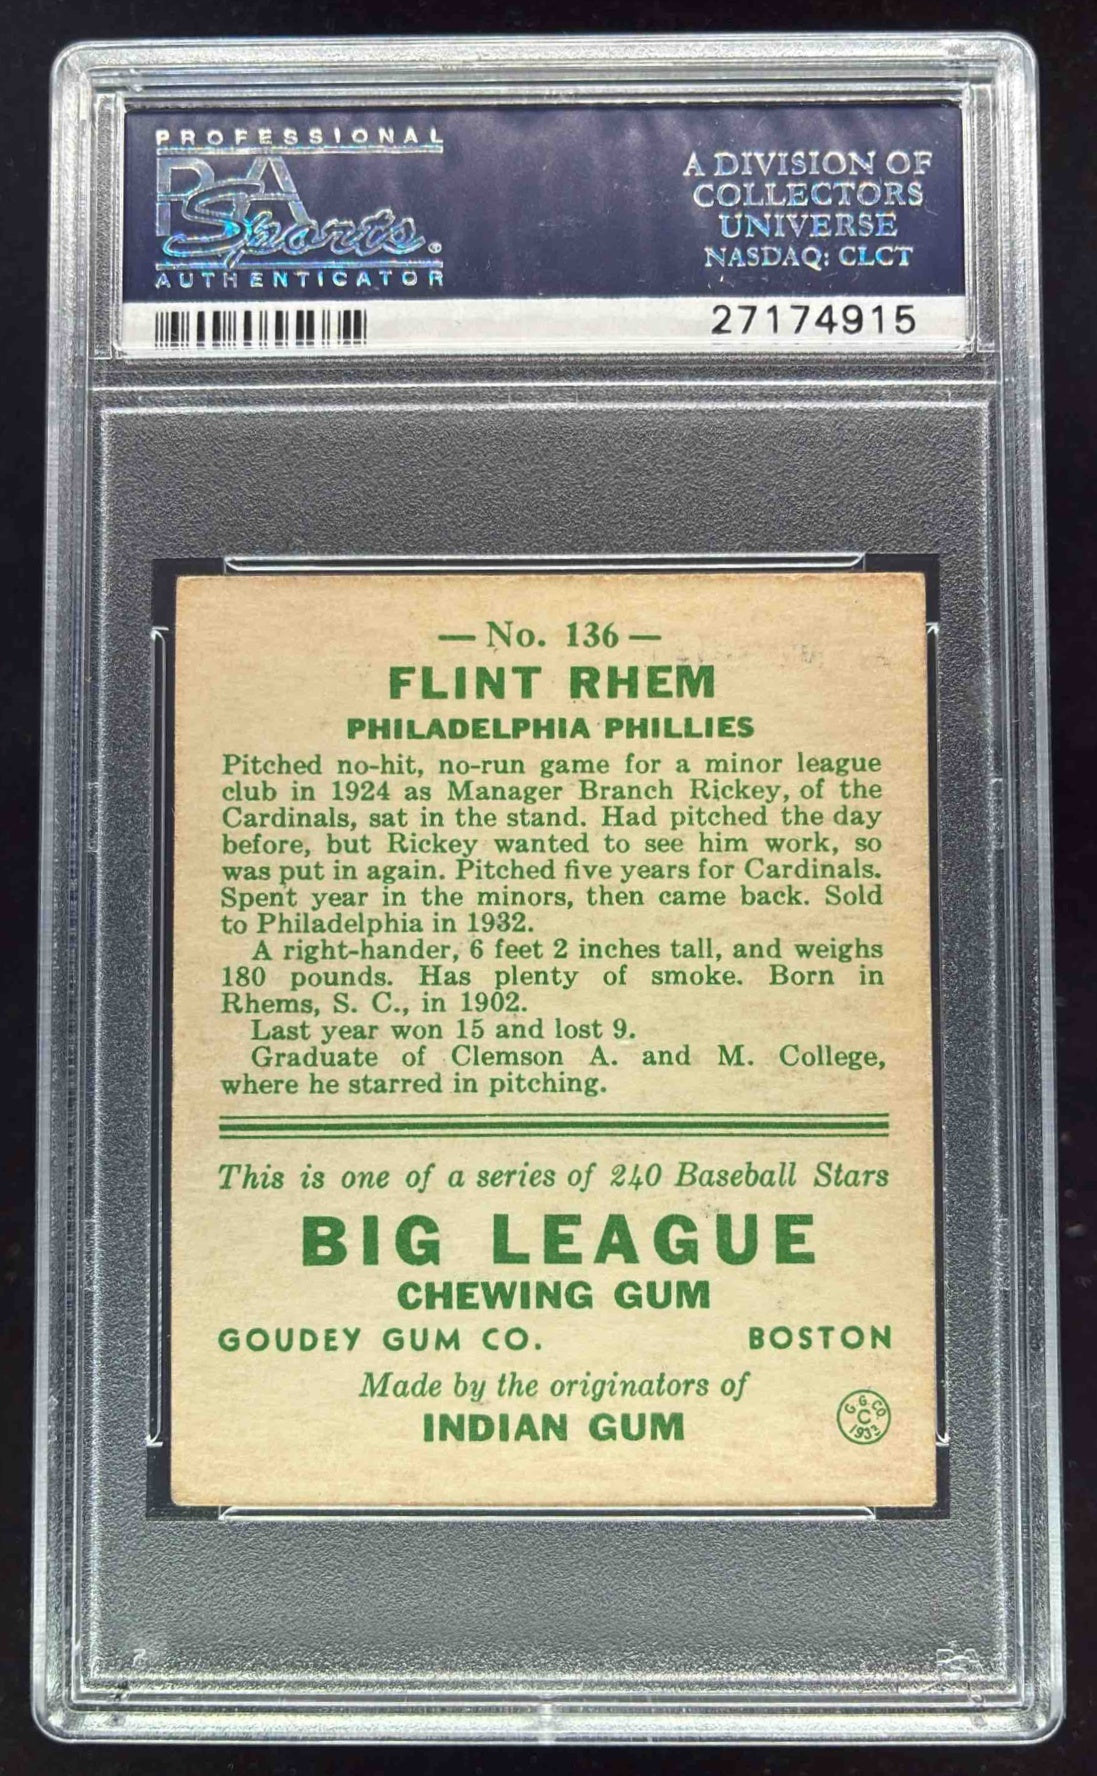 PROFESSIONAL
PSA
Sports®
AUTHENTICATOR
A DIVISION OF
COLLECTORS
UNIVERSE
NASDAQ: CLCT
27174915
— No. 136 —
FLINT RHEM
PHILADELPHIA PHILLIES
Pitched no-hit, no-run game for a minor league
club in 1924 as Manager Branch Rickey, of the
Cardinals, sat in the stand. Had pitched the day
before, but Rickey wanted to see him work, so
was put in again. Pitched five years for Cardinals.
Spent year in the minors, then came back. Sold
to Philadelphia in 1932.
A right-hander, 6 feet 2 inches tall, and weighs
180 pounds. Has plenty of smoke. Born in
Rhems, S. C., in 1902.
Last year won 15 and lost 9.
Graduate of Clemson A. and M. College,
where he starred in pitching.
This is one of a series of 240 Baseball Stars
BIG LEAGUE
CHEWING GUM
GOUDEY GUM CO. BOSTON
Made by the originators of
INDIAN GUM
G. G. CO.
C
1933
PSA